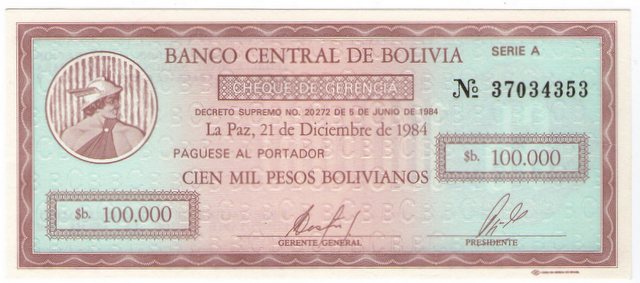 BANCO CENTRAL DE BOLIVIA
SERIE A
CHEQUE DE GERENCIA
Nº 37034353
DECRETO SUPREMO NO. 20272 DE 5 DE JUNIO DE 1984
La Paz, 21 de Diciembre de 1984
PAGUESE AL PORTADOR
$b. 100.000
CIEN MIL PESOS BOLIVIANOS
$b. 100.000
GERENTE GENERAL
PRESIDENTE